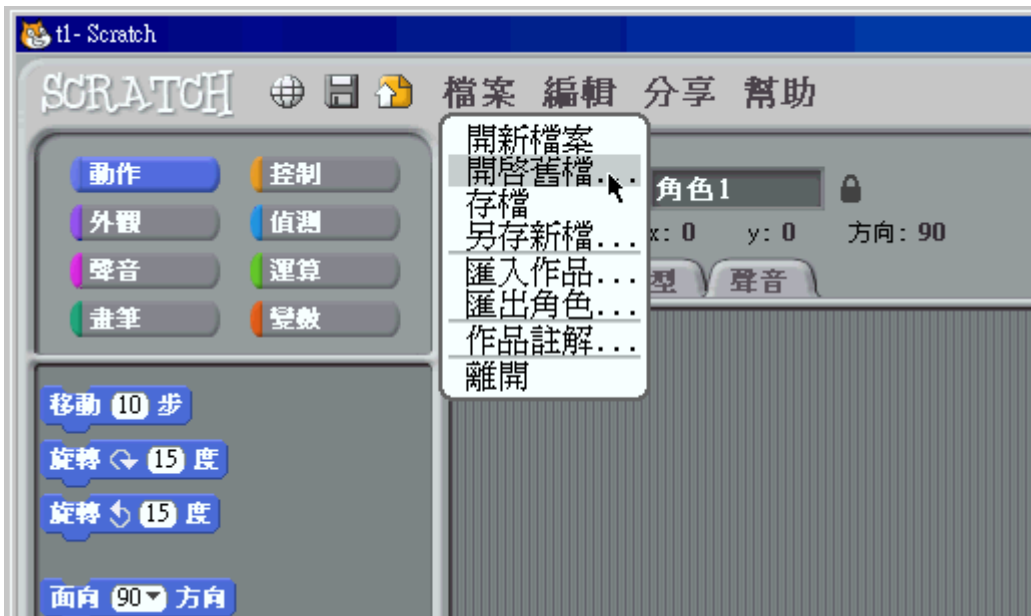 t1 - Scratch
SCRATCH 檔案 編輯 分享 幫助
開新檔案
開啓舊檔...
存檔
另存新檔...
匯入作品...
匯出角色...
作品註解...
離開
動作 控制
外觀 偵測
聲音 運算
畫筆 變數
角色1
x: 0 y: 0 方向: 90
型 聲音
移動 10 步
旋轉 15 度
旋轉 15 度
面向 90 方向